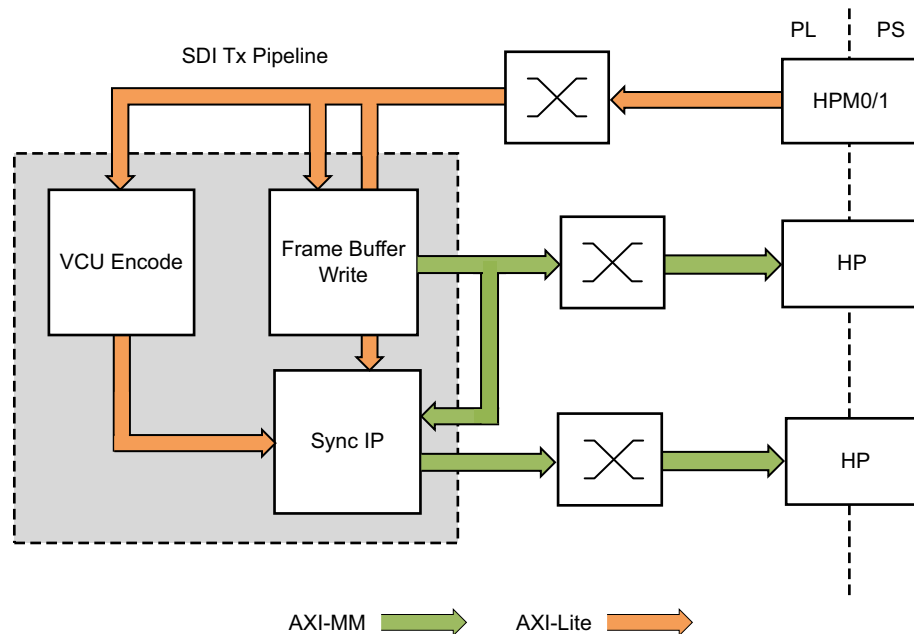 PL
PS
SDI Tx Pipeline
HPM0/1
VCU Encode
Frame Buffer
Write
HP
Sync IP
HP
AXI-MM
AXI-Lite